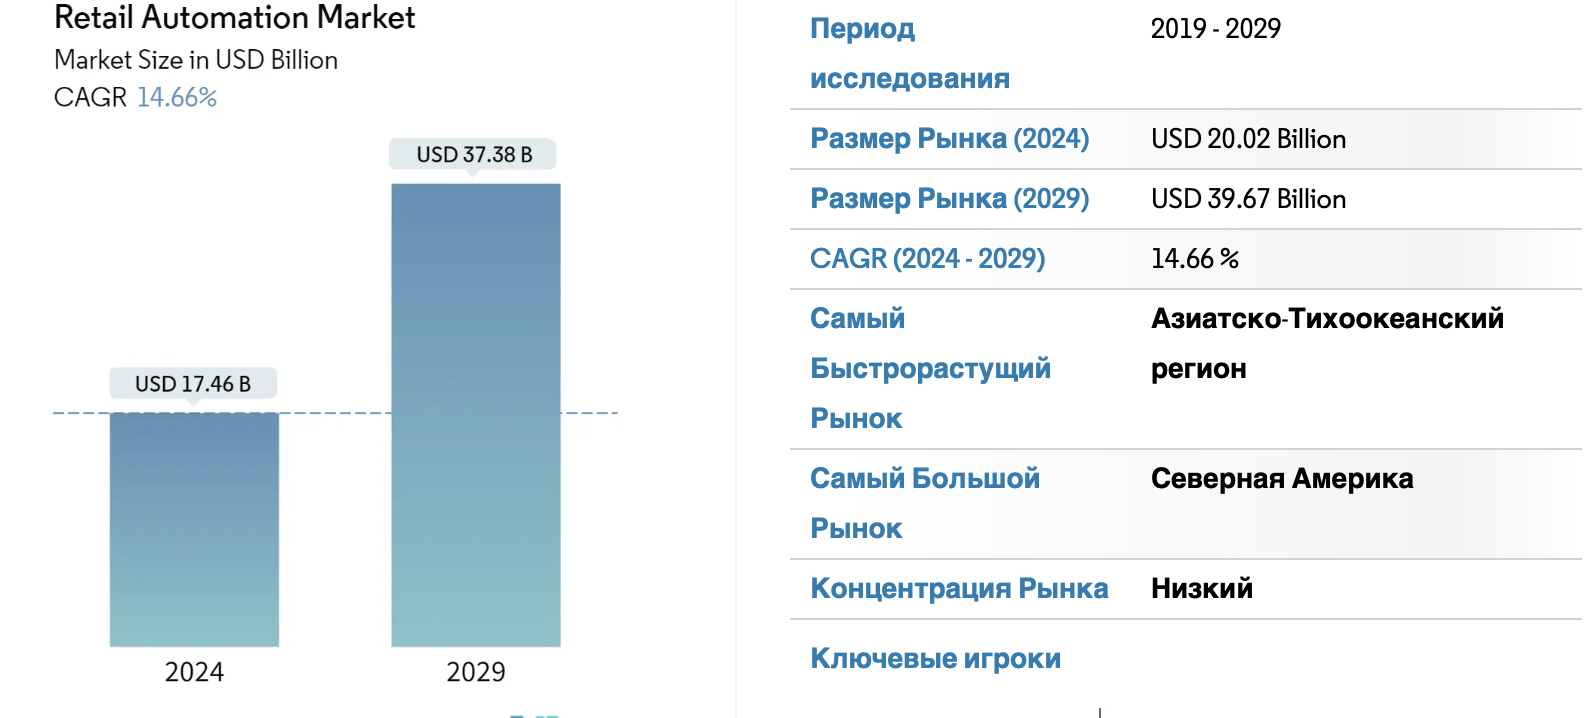 Retail Automation Market
Market Size in USD Billion
CAGR 14.66%
USD 37.38 B
USD 17.46 B
2024
2029
Период
исследования
2019 - 2029
Размер Рынка (2024)
USD 20.02 Billion
Размер Рынка (2029)
USD 39.67 Billion
CAGR (2024 - 2029)
14.66 %
Самый
Быстрорастущий
Рынок
Азиатско-Тихоокеанский
регион
Самый Большой
Рынок
Северная Америка
Концентрация Рынка
Низкий
Ключевые игроки